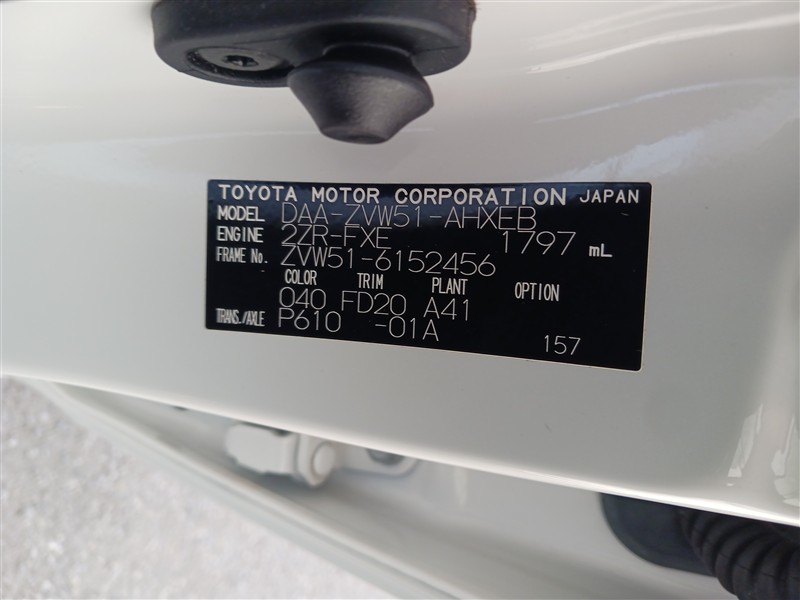 TOYOTA MOTOR CORPORATION JAPAN
MODEL DAA-ZVW51-AHXEB
ENGINE 2ZR-FXE 1797 mL
FRAME No. ZVW51-6152456
COLOR TRIM PLANT OPTION
040 FD20 A41
TRANS./AXLE P610 -01A
157